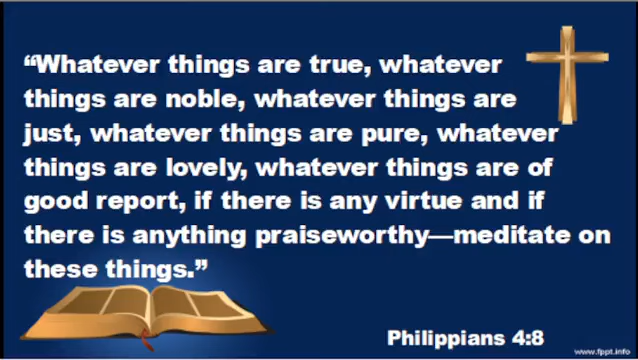 “Whatever things are true, whatever
things are noble, whatever things are
just, whatever things are pure, whatever
things are lovely, whatever things are of
good report, if there is any virtue and if
there is anything praiseworthy—meditate on
these things.”
Philippians 4:8
www.fppt.info